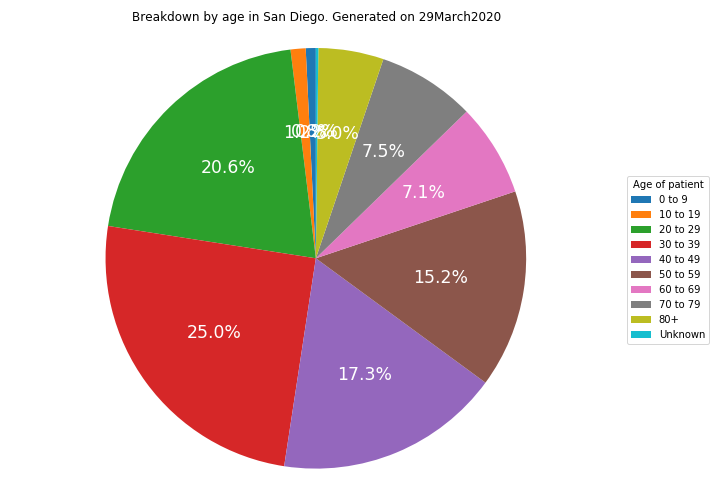 Breakdown by age in San Diego. Generated on 29March2020
20.6%
7.5%
7.1%
15.2%
25.0%
17.3%
Age of patient
0 to 9
10 to 19
20 to 29
30 to 39
40 to 49
50 to 59
60 to 69
70 to 79
80+
Unknown